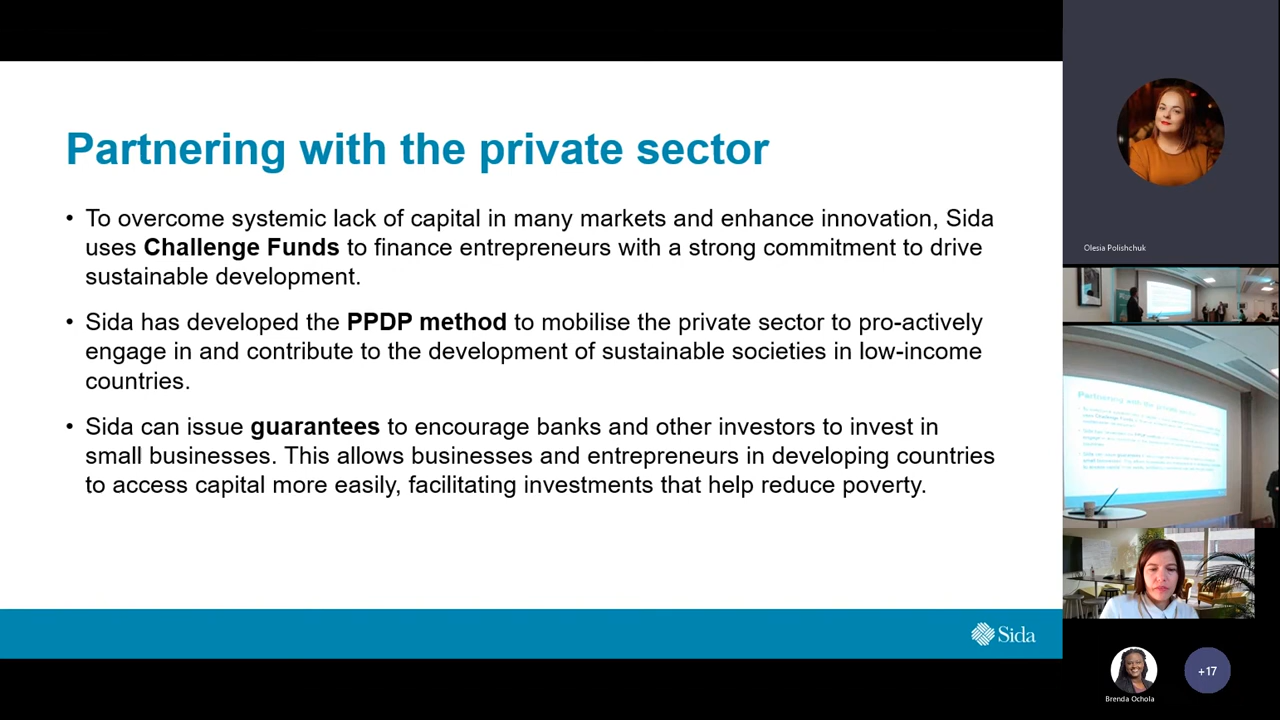 Partnering with the private sector
• To overcome systemic lack of capital in many markets and enhance innovation, Sida
uses Challenge Funds to finance entrepreneurs with a strong commitment to drive
sustainable development.
• Sida has developed the PPDP method to mobilise the private sector to pro-actively
engage in and contribute to the development of sustainable societies in low-income
countries.
• Sida can issue guarantees to encourage banks and other investors to invest in
small businesses. This allows businesses and entrepreneurs in developing countries
to access capital more easily, facilitating investments that help reduce poverty.
Sida
Olesia Polishchuk
Partnering with the private sector
Brenda Ochola
+17